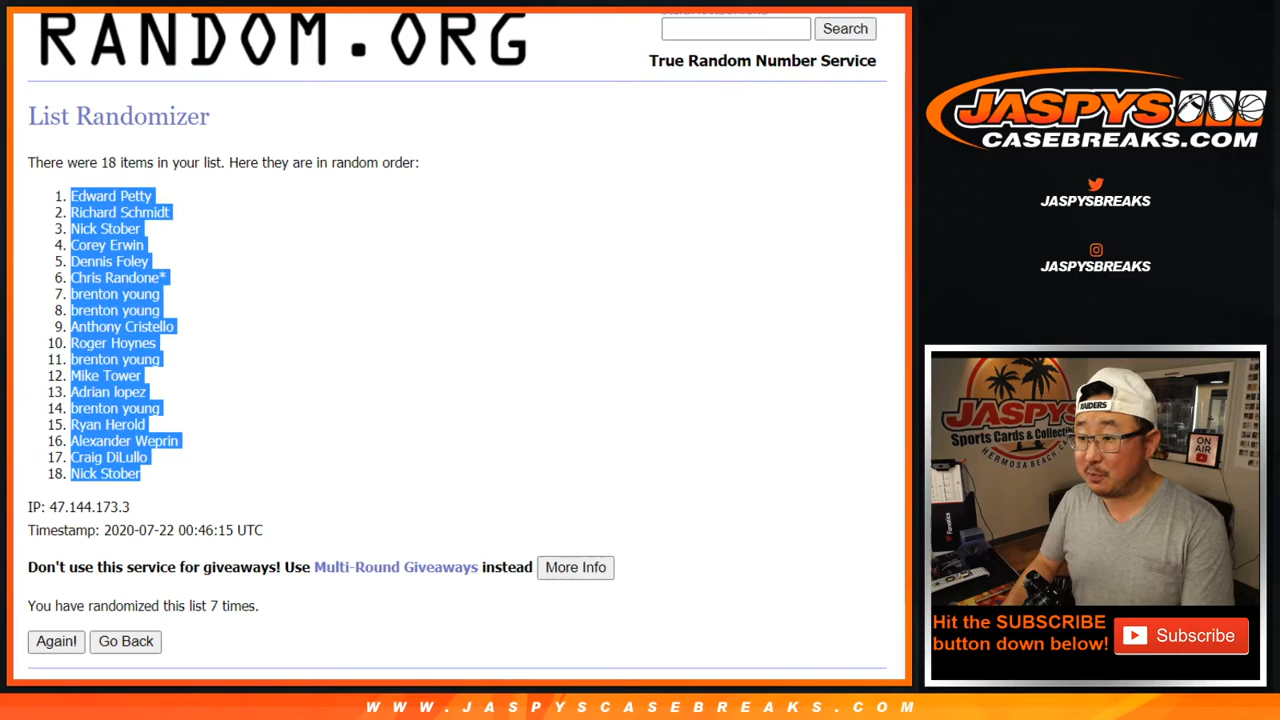 RANDOM.ORG
Search
True Random Number Service
List Randomizer
There were 18 items in your list. Here they are in random order:
1. Edward Petty
2. Richard Schmidt
3. Nick Stober
4. Corey Erwin
5. Dennis Foley
6. Chris Randone*
7. brenton young
8. brenton young
9. Anthony Cristello
10. Roger Hoynes
11. brenton young
12. Mike Tower
13. Adrian lopez
14. brenton young
15. Ryan Herold
16. Alexander Weprin
17. Craig DiLullo
18. Nick Stober
IP: 47.144.173.3
Timestamp: 2020-07-22 00:46:15 UTC
Don't use this service for giveaways! Use Multi-Round Giveaways instead More Info
You have randomized this list 7 times.
Again! Go Back
JASPYS
CASEBREAKS.COM
JASPYSBREAKS
JASPYSBREAKS
JASPYS
Sports Cards & Collectibl
HERMOSA BEACH, CA
RAIDERS
ON AIR
Fanatics
Hit the SUBSCRIBE
button down below!
Subscribe
WWW.JASPYSCASEBREAKS.COM